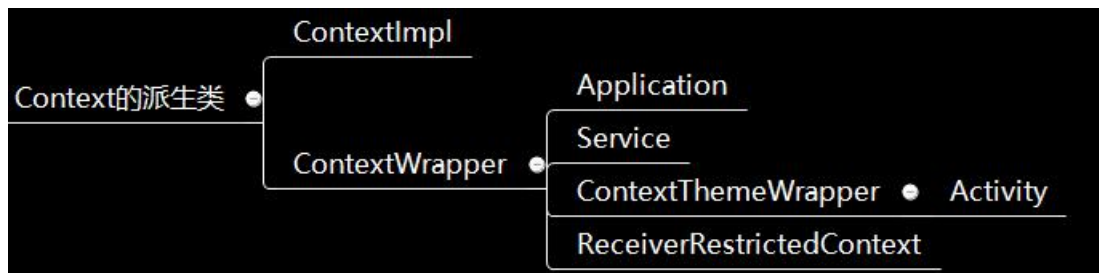 Context的派生类
ContextImpl
ContextWrapper
Application
Service
ContextThemeWrapper
Activity
ReceiverRestrictedContext